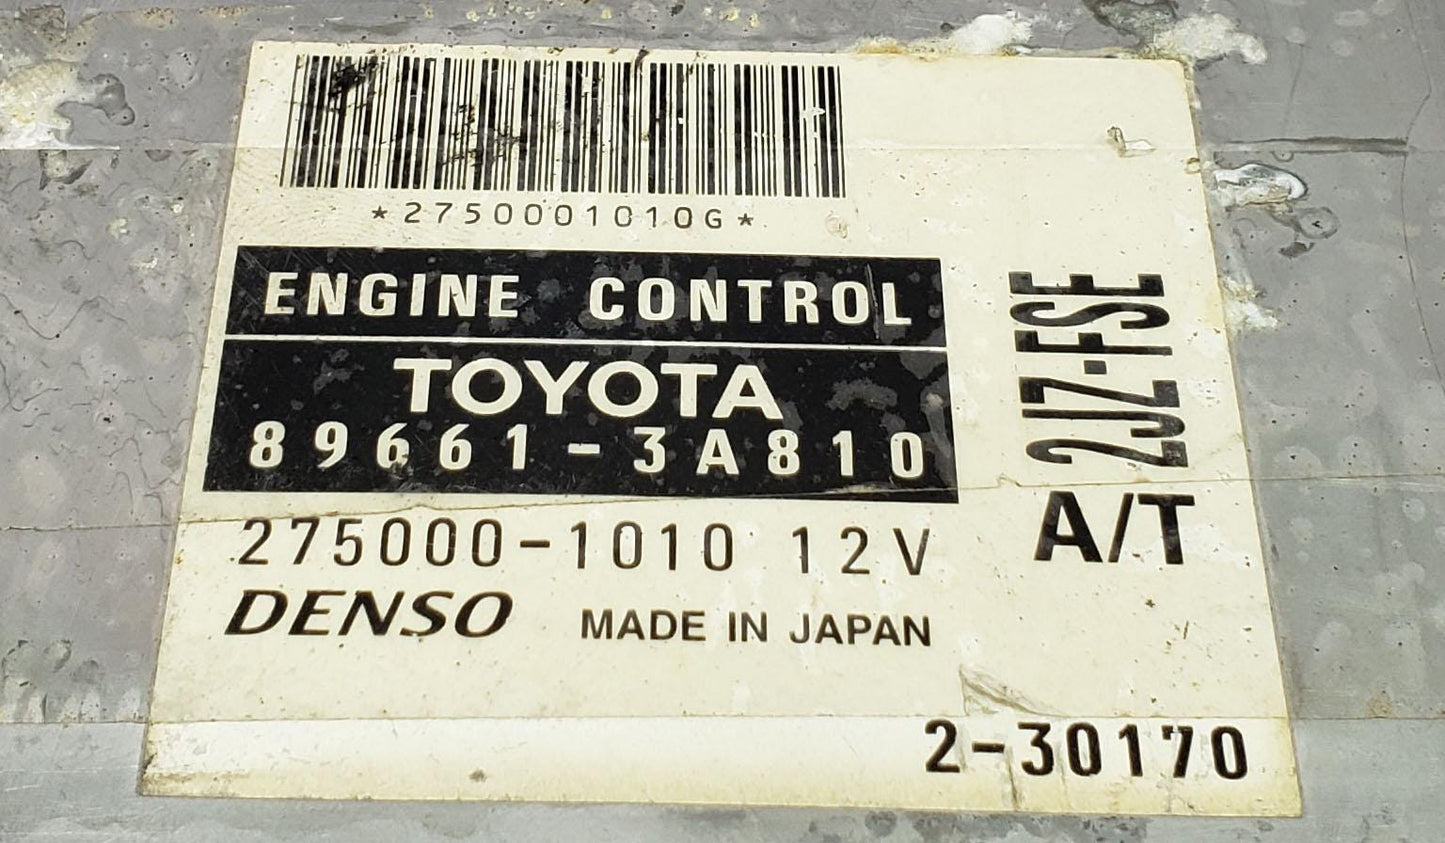 *2750001010G*
ENGINE CONTROL
TOYOTA
89661-3A810
275000-1010 12V
DENSO MADE IN JAPAN
2JZ-FSE
A/T
2-30170